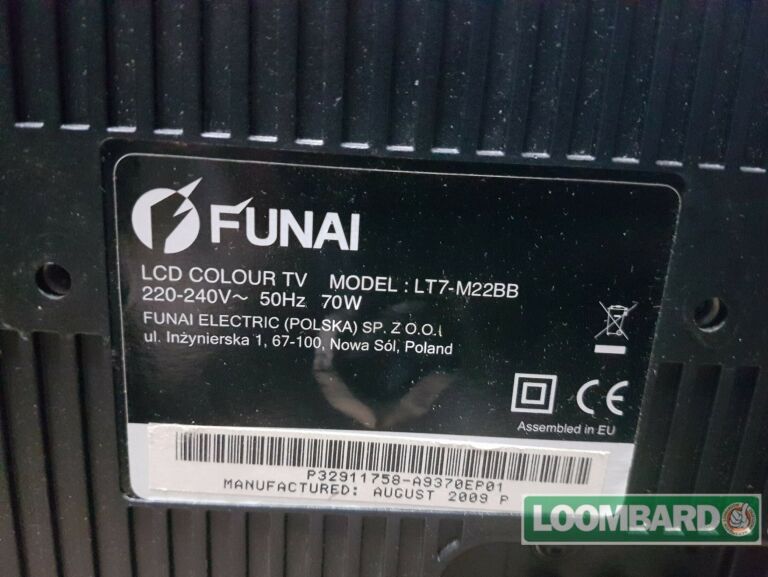 FUNAI
LCD COLOUR TV MODEL : LT7-M22BB
220-240V~ 50Hz 70W
FUNAI ELECTRIC (POLSKA) SP. Z O.O.
ul. Inżynierska 1, 67-100, Nowa Sól, Poland
CE
Assembled in EU
P32911758-A9370EP01
MANUFACTURED: AUGUST 2009 P
LOOMBARD